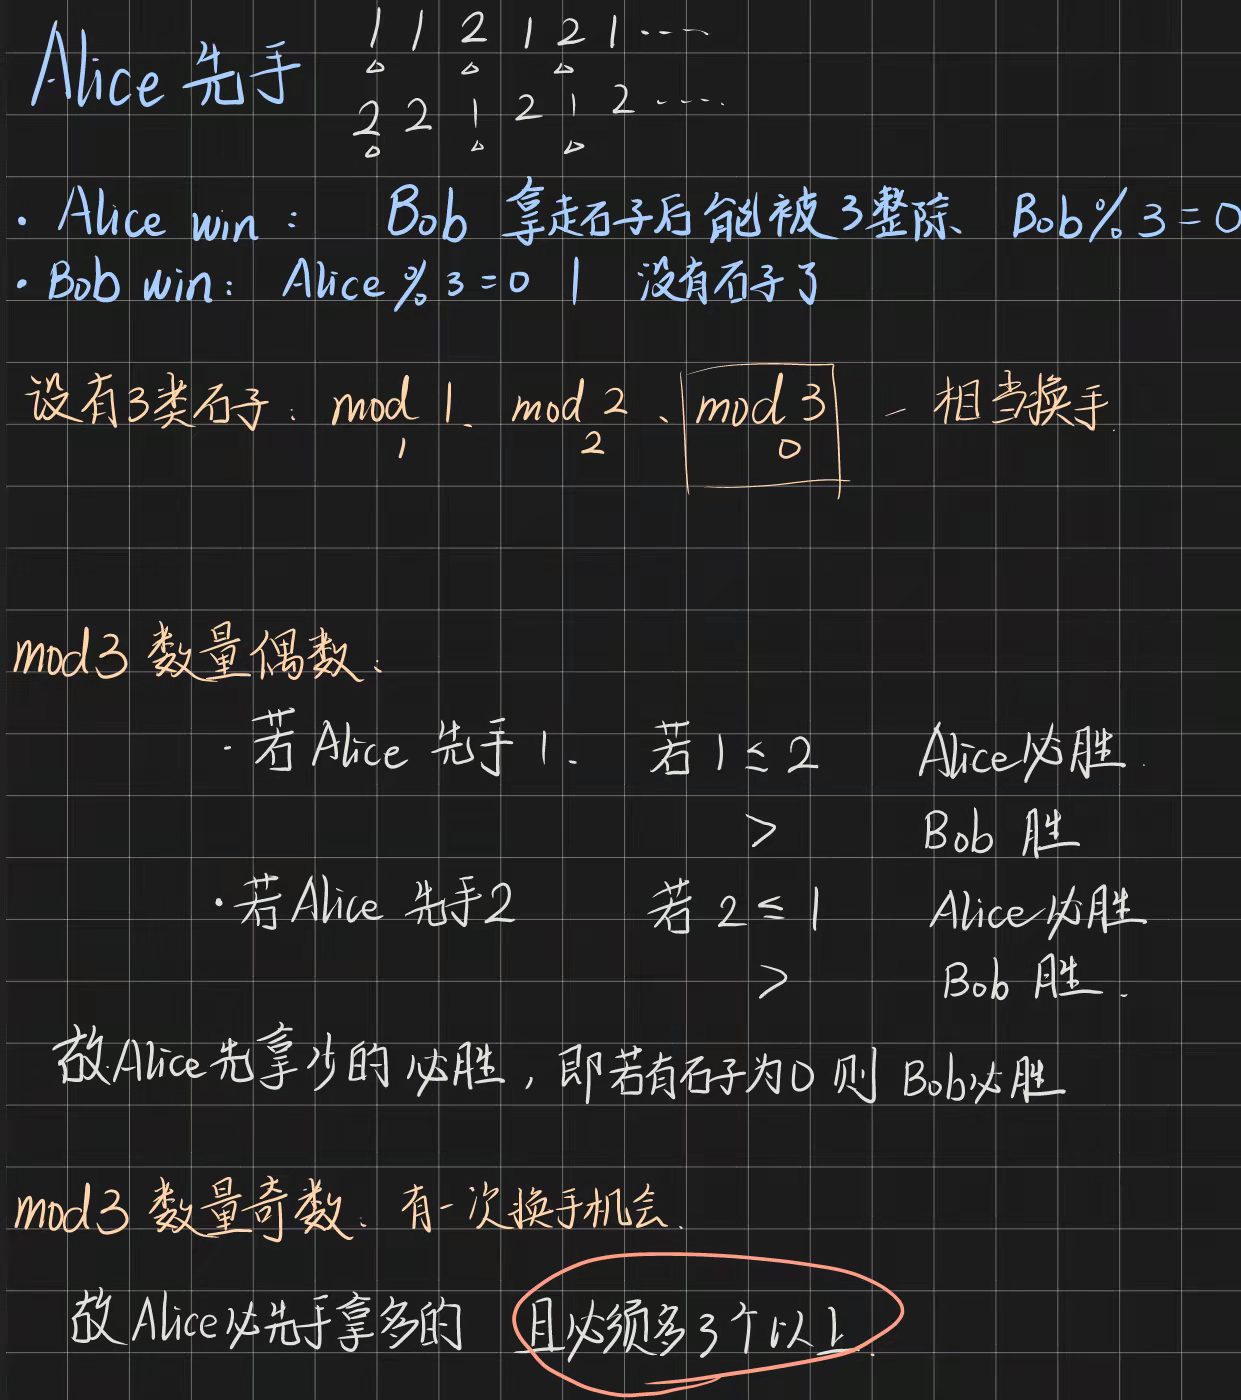 1 1 2 1 2 1 ....
Alice 先手
△ △ △
2 2 1 2 1 2 ....
△ △ △
· Alice win : Bob 拿走石子后能被3整除、 Bob % 3 = 0
· Bob win: Alice % 3 = 0 | 没有石子了
设有3类石子: mod 1、 mod 2、 mod 3 - 相当换手.
1 2 0
mod3 数量偶数:
· 若 Alice 先手 1. 若 1 ≤ 2 Alice必胜.
> Bob 胜
· 若 Alice 先手2 若 2 ≤ 1 Alice必胜
> Bob 胜.
故Alice先拿少的必胜, 即若有石子为0 则 Bob必胜
mod3 数量奇数: 有一次换手机会.
故 Alice必先手拿多的 且必须多3个以上.